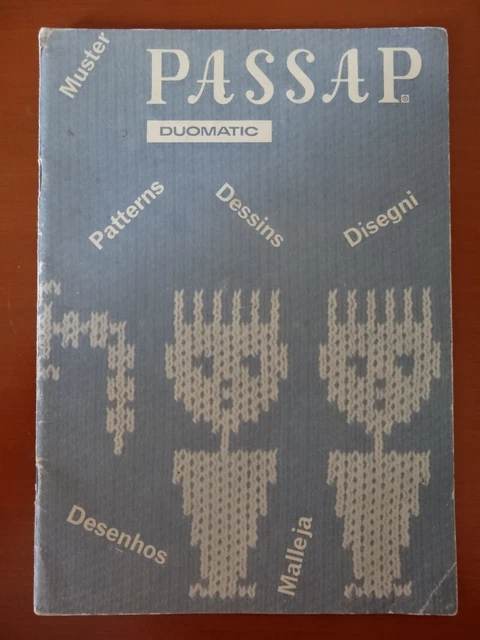 Muster
PASSAP®
DUOMATIC
Patterns
Dessins
Disegni
Desenhos
Malleja